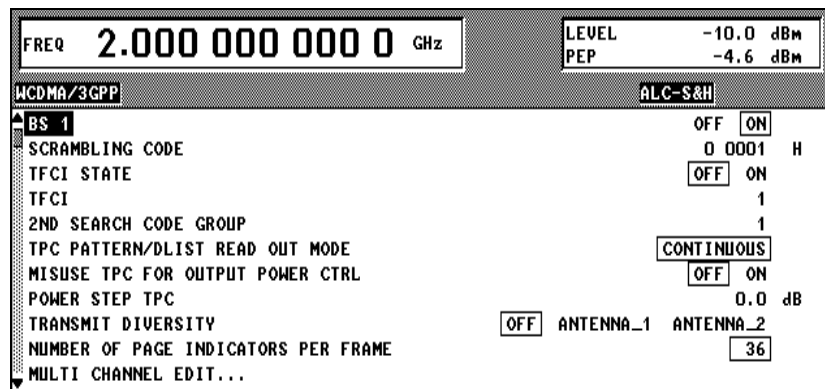 FREQ 2.000 000 000 0 GHz LEVEL -10.0 dBm
PEP -4.6 dBm
WCDMA/3GPP ALC-S&H
BS 1 OFF ON
SCRAMBLING CODE 0 0001 H
TFCI STATE OFF ON
TFCI 1
2ND SEARCH CODE GROUP 1
TPC PATTERN/DLIST READ OUT MODE CONTINUOUS
MISUSE TPC FOR OUTPUT POWER CTRL OFF ON
POWER STEP TPC 0.0 dB
TRANSMIT DIVERSITY OFF ANTENNA_1 ANTENNA_2
NUMBER OF PAGE INDICATORS PER FRAME 36
MULTI CHANNEL EDIT...